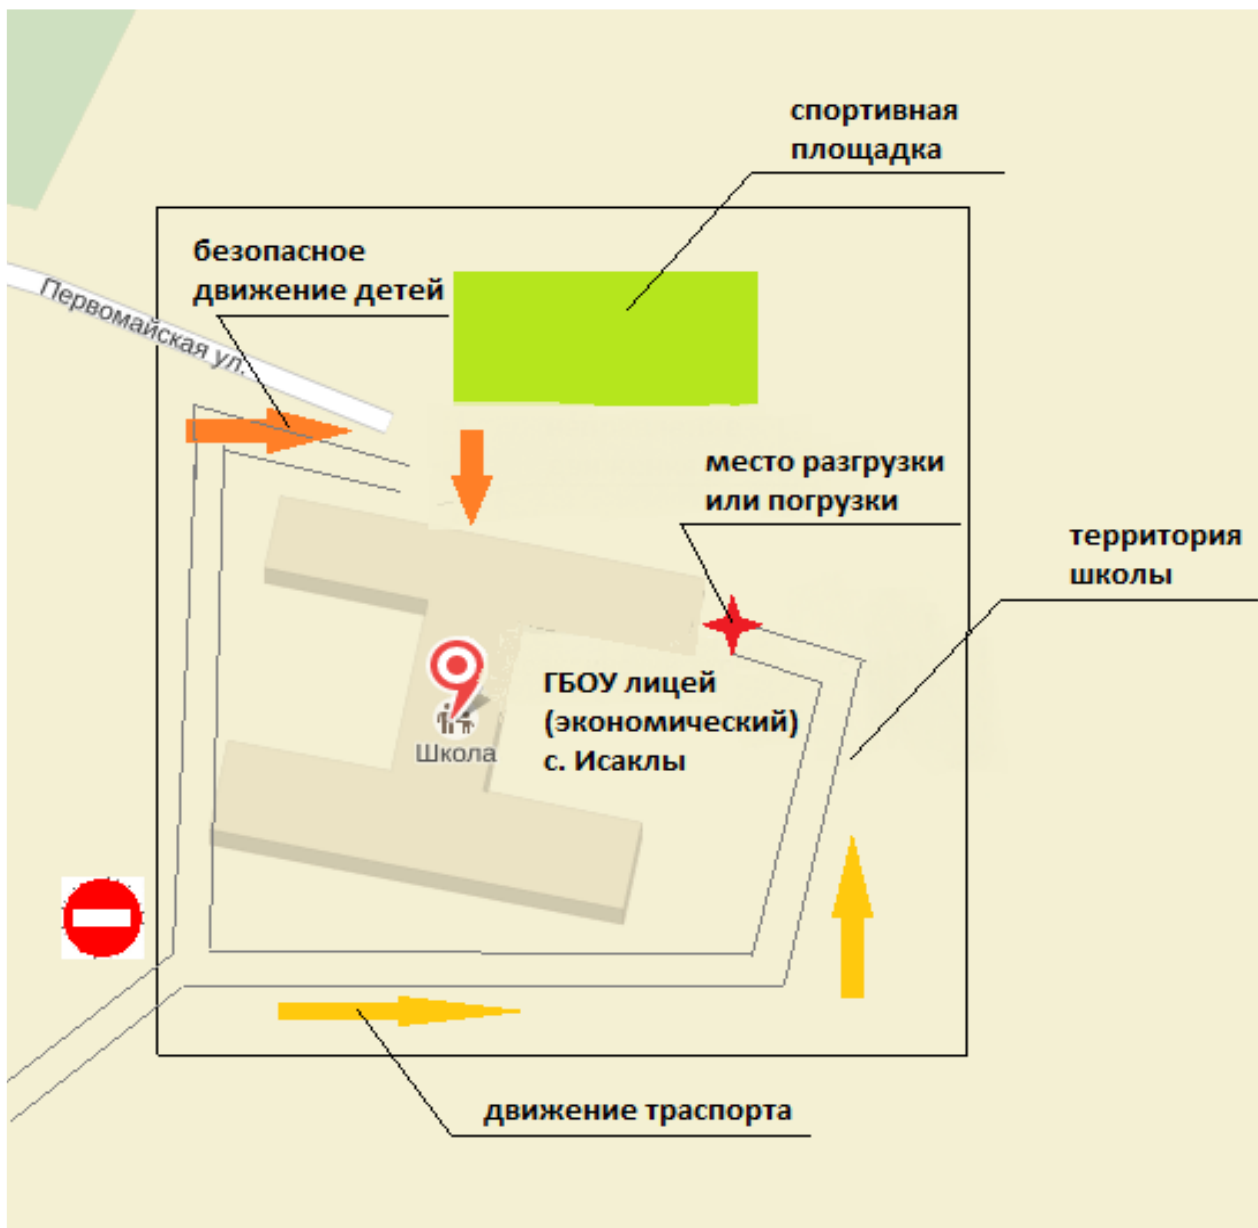 спортивная
площадка
безопасное
движение детей
Первомайская ул.
место разгрузки
или погрузки
территория
школы
ГБОУ лицей
(экономический)
с. Исаклы
Школа
движение траспорта